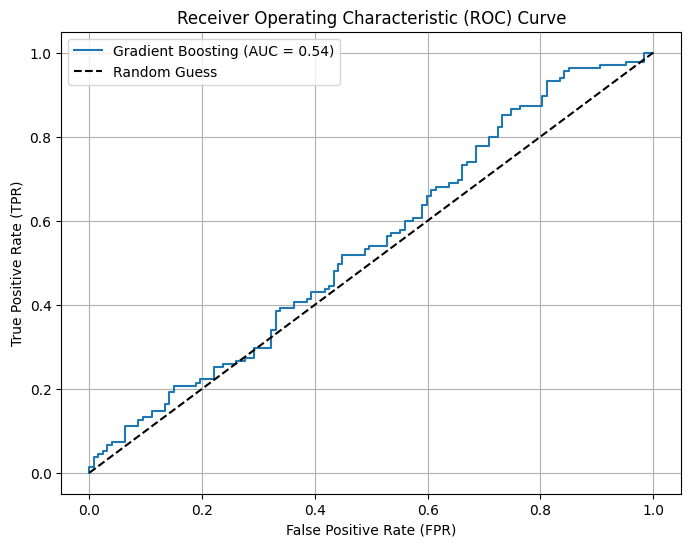 Receiver Operating Characteristic (ROC) Curve
Gradient Boosting (AUC = 0.54)
Random Guess
1.0
0.8
0.6
0.4
0.2
0.0
True Positive Rate (TPR)
0.0 0.2 0.4 0.6 0.8 1.0
False Positive Rate (FPR)